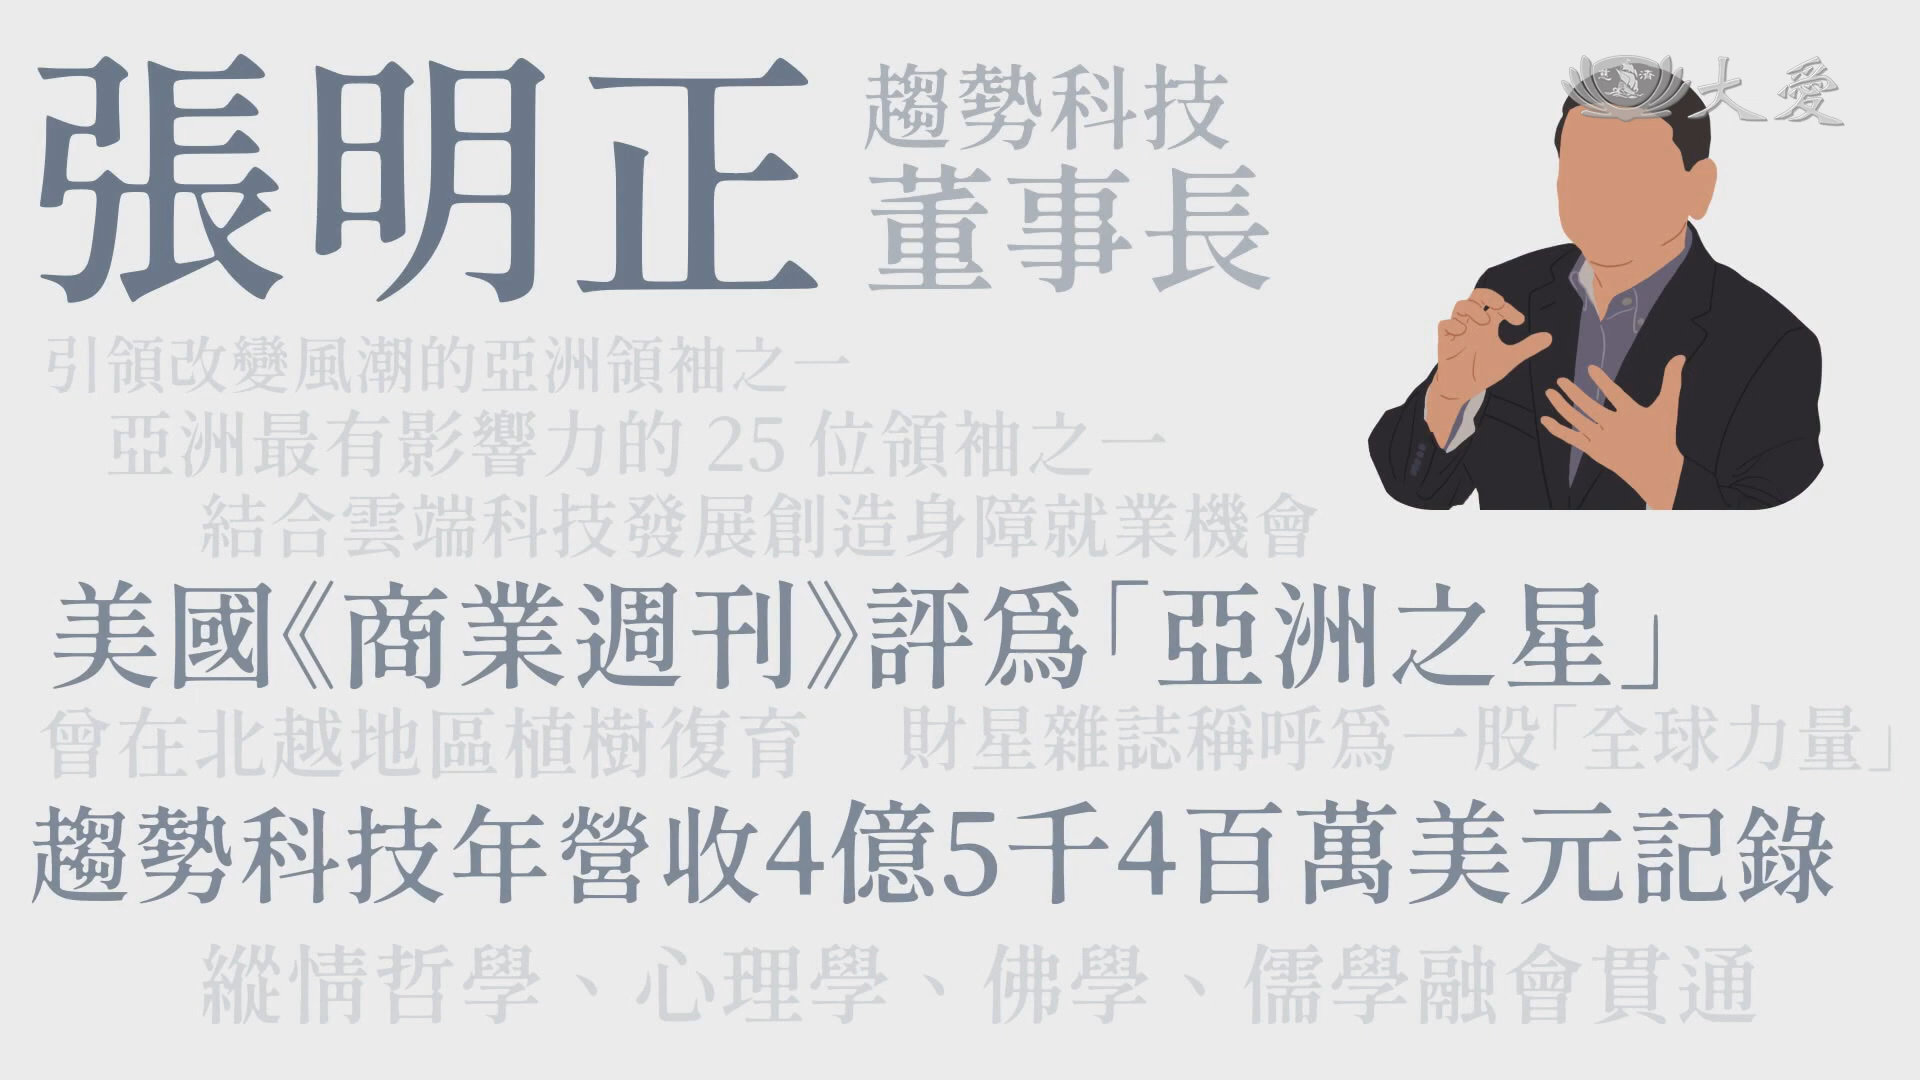 張明正
趨勢科技
董事長
大愛
慈濟
引領改變風潮的亞洲領袖之一
亞洲最有影響力的 25 位領袖之一
結合雲端科技發展創造身障就業機會
美國《商業週刊》評為「亞洲之星」
曾在北越地區植樹復育
財星雜誌稱呼為一股「全球力量」
趨勢科技年營收4億5千4百萬美元記錄
縱情哲學、心理學、佛學、儒學融會貫通